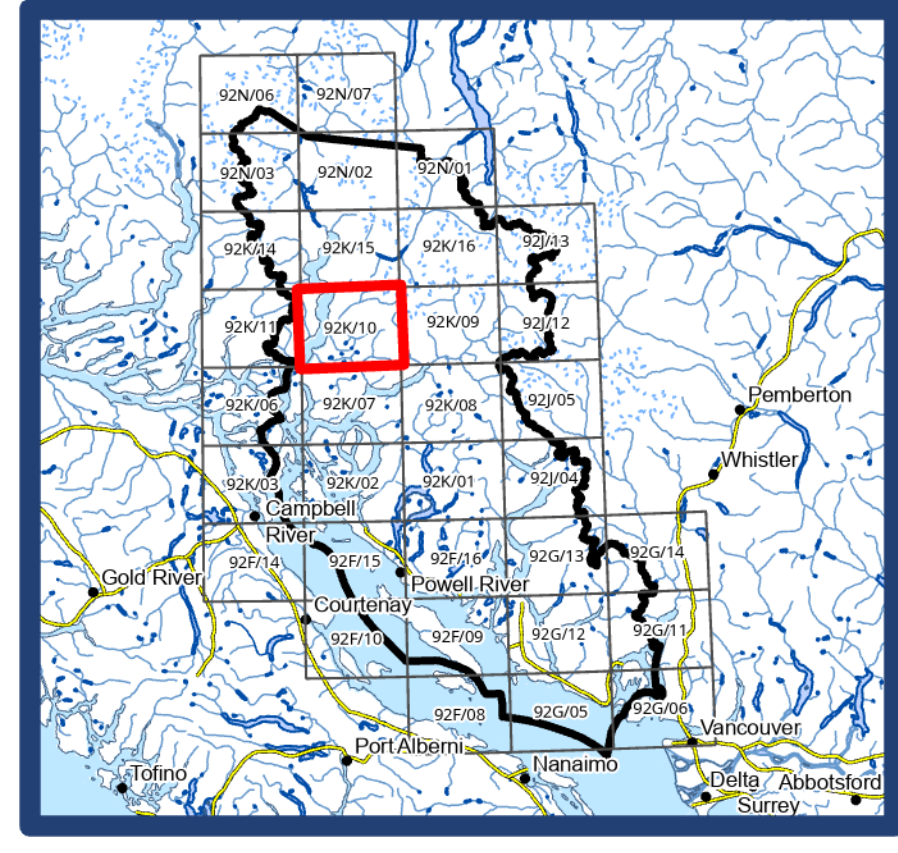 92N/06
92N/07
92N/03
92N/02
92N/01
92K/14
92K/15
92K/16
92J/13
92K/11
92K/10
92K/09
92J/12
92K/06
92K/07
92K/08
92J/05
Pemberton
Whistler
92K/03
92K/02
92K/01
92J/04
Campbell
River
92F/14
92F/15
92F/16
92G/13
92G/14
Gold River
Powell River
Courtenay
92F/10
92F/09
92G/12
92G/11
92F/08
92G/05
92G/06
Vancouver
Port Alberni
Nanaimo
Tofino
Delta
Abbotsford
Surrey